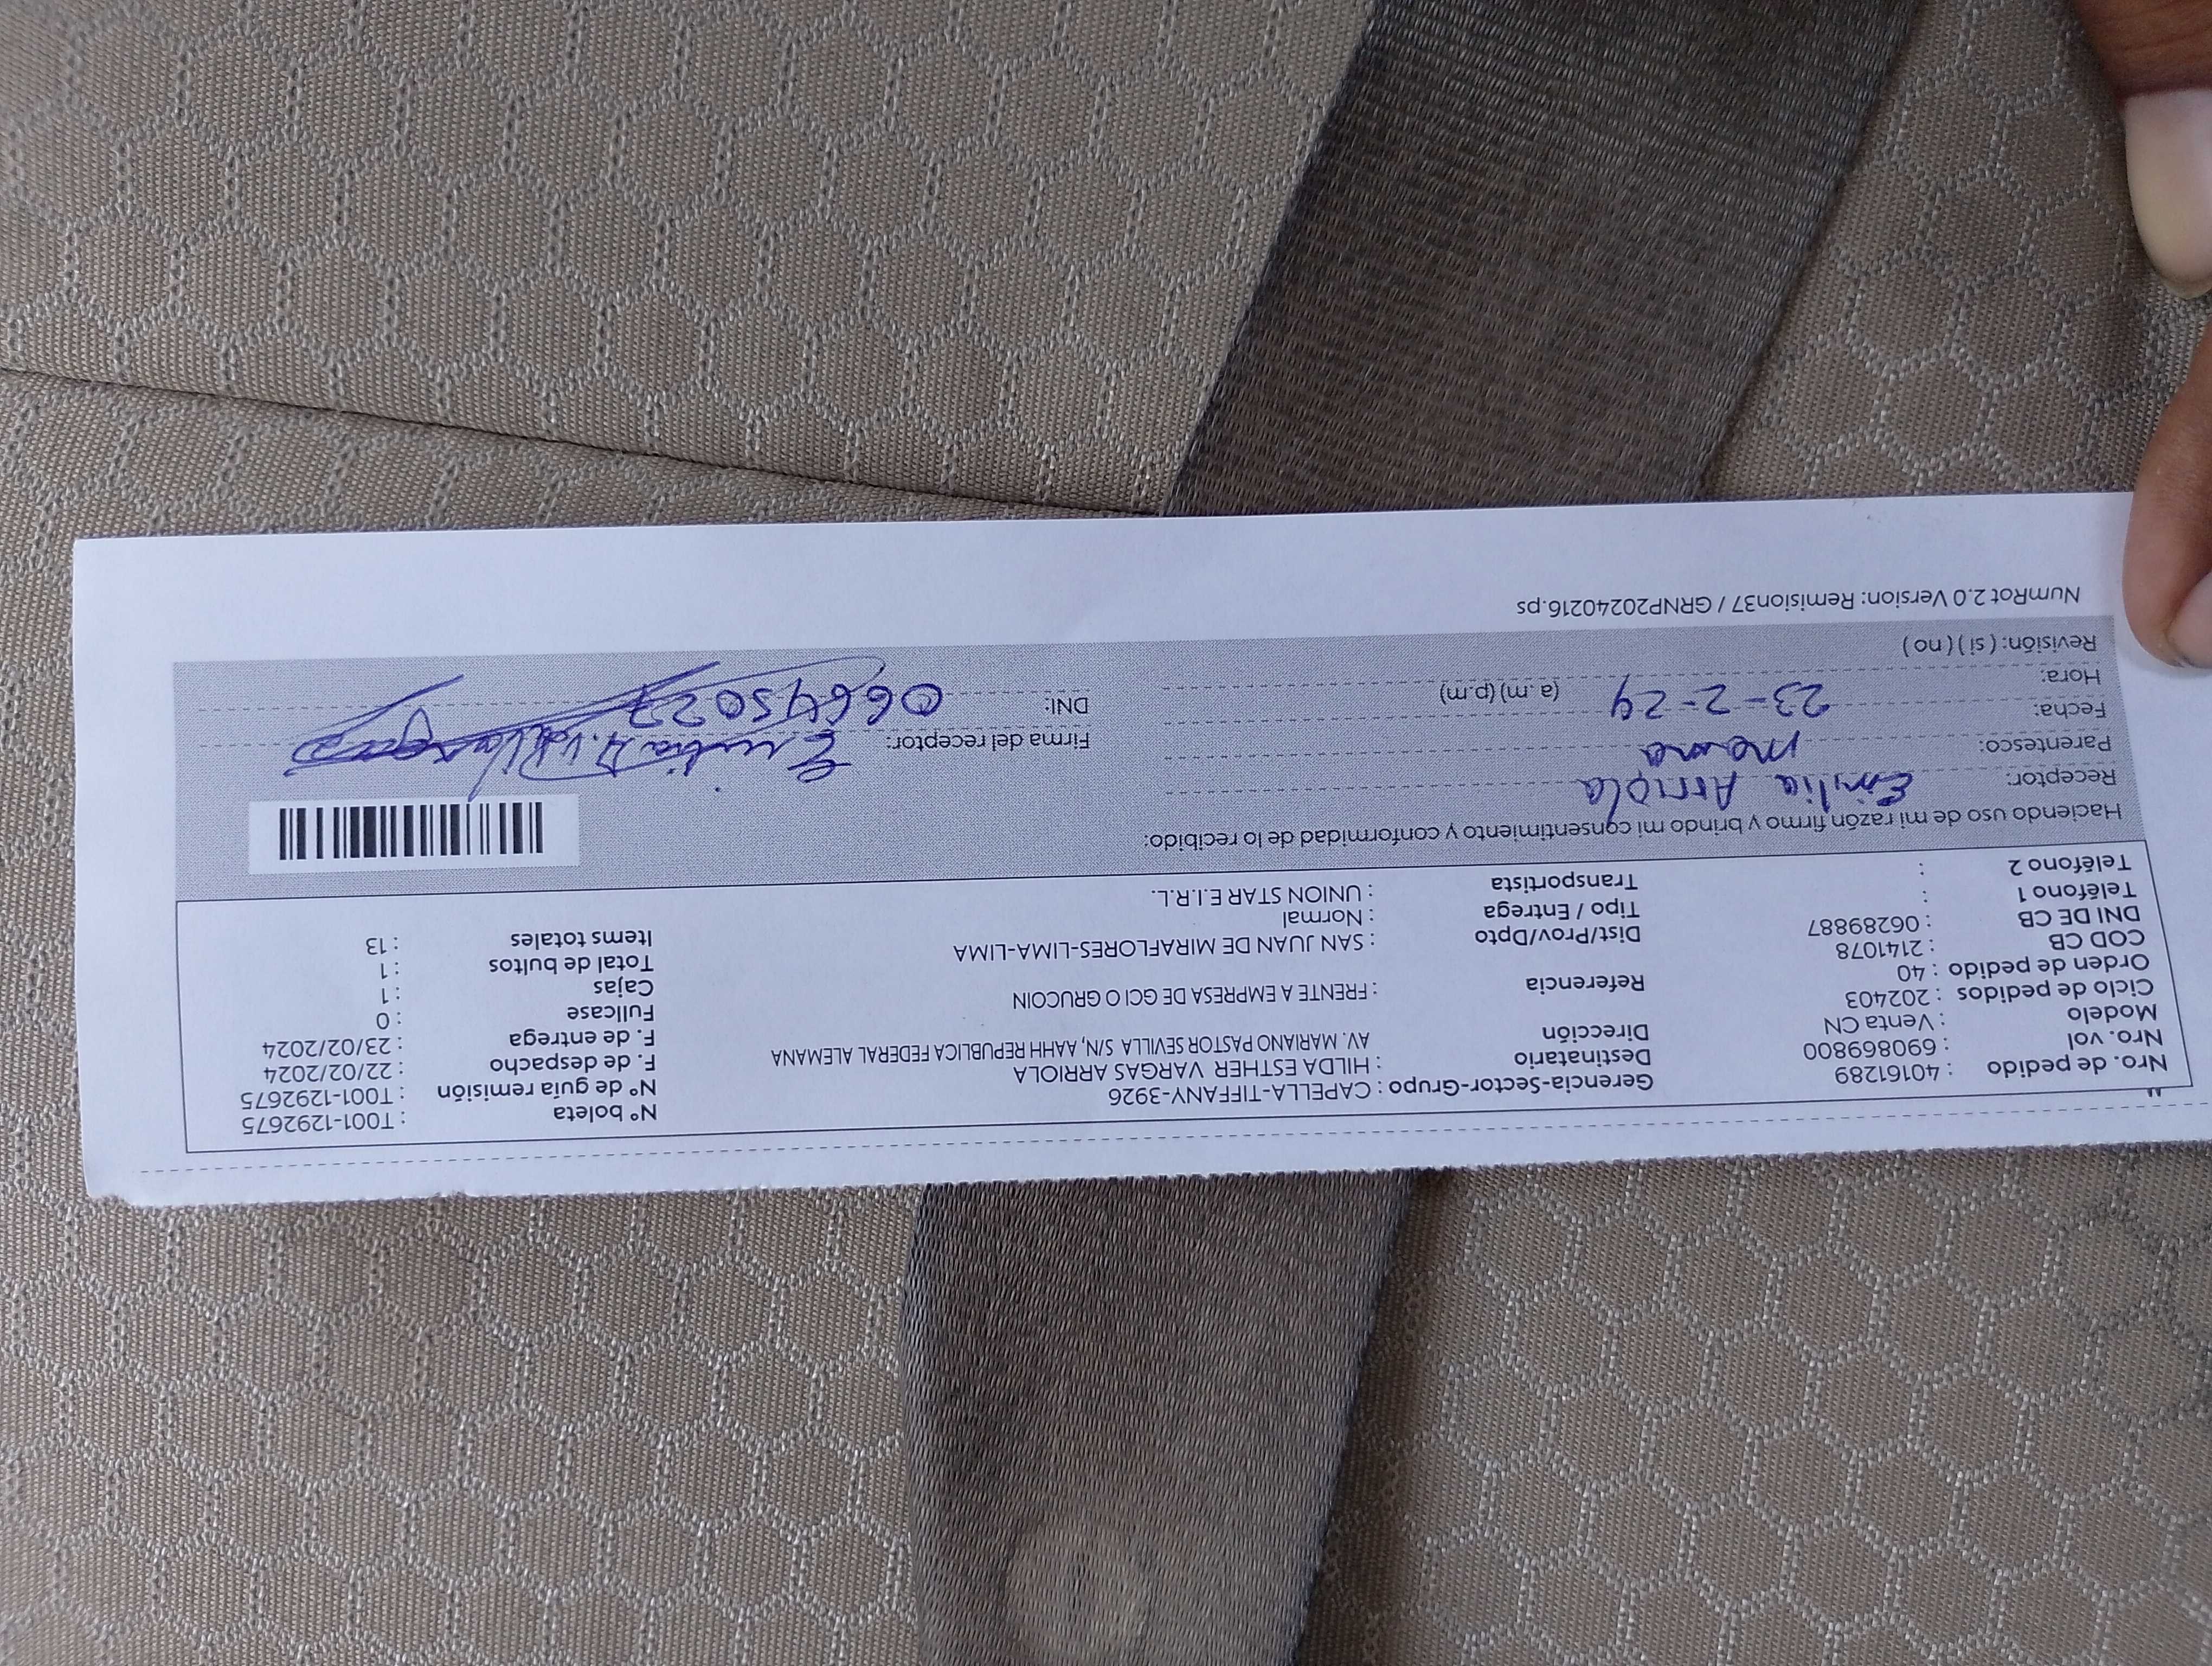 Nro. de pedido : 40161289
Nro. vol : 690869800
Modelo : Venta CN
Ciclo de pedidos : 202403
Orden de pedido : 40
COD CB : 2141078
DNI DE CB : 06289887
Teléfono 1 :
Teléfono 2 :
Gerencia-Sector-Grupo : CAPELLA-TIFFANY-3926
Destinatario : HILDA ESTHER VARGAS ARRIOLA
Dirección AV. MARIANO PASTOR SEVILLA S/N, AAHH REPUBLICA FEDERAL ALEMANA
Referencia : FRENTE A EMPRESA DE GCI O GRUCOIN
Dist/Prov/Dpto : SAN JUAN DE MIRAFLORES-LIMA-LIMA
Tipo / Entrega : Normal
Transportista : UNION STAR E.I.R.L.
Nº boleta : T001-1292675
Nº de guía remisión : T001-1292675
F. de despacho : 22/02/2024
F. de entrega : 23/02/2024
Fullcase : 0
Cajas : 1
Total de bultos : 1
Items totales : 13
Haciendo uso de mi razón firmo y brindo mi consentimiento y conformidad de lo recibido:
Receptor: Emilia Arriola
Parentesco: mama
Fecha: 23-2-24
Hora: (a.m) (p.m)
Revisión: ( si ) ( no )
Firma del receptor:
DNI: 06645027
NumRot 2.0 Version: Remision37 / GRNP20240216.ps